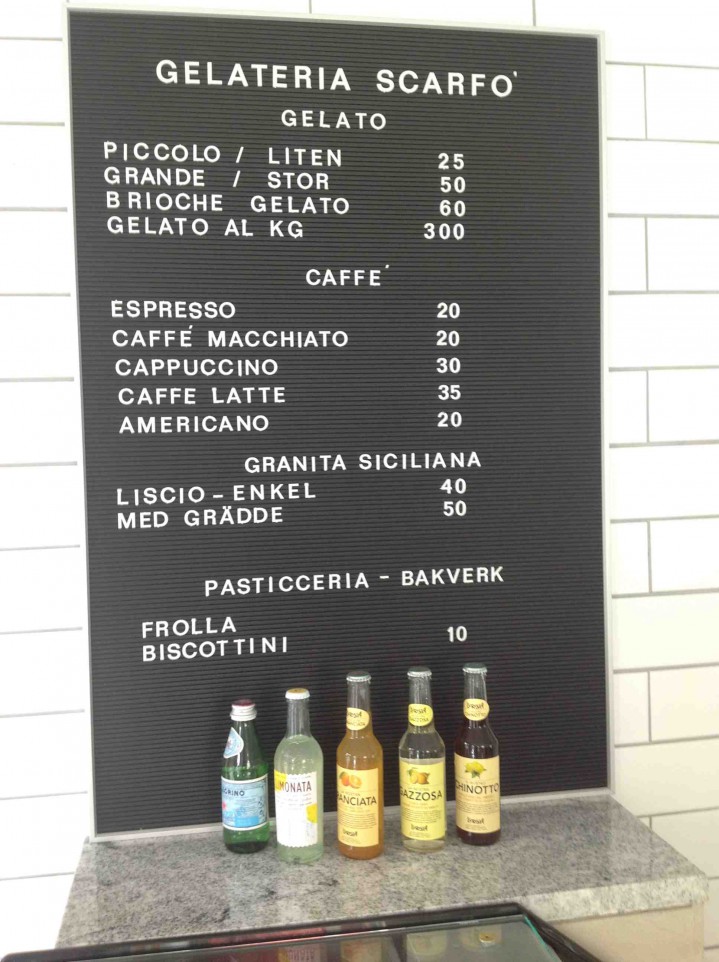 GELATERIA SCARFO'
GELATO
PICCOLO / LITEN 25
GRANDE / STOR 50
BRIOCHE GELATO 60
GELATO AL KG 300
CAFFE'
ESPRESSO 20
CAFFÉ MACCHIATO 20
CAPPUCCINO 30
CAFFE LATTE 35
AMERICANO 20
GRANITA SICILIANA
LISCIO - ENKEL 40
MED GRÄDDE 50
PASTICCERIA - BAKVERK
FROLLA
BISCOTTINI 10
MONATA
ANCIATA
GAZZOSA
CHINOTTO